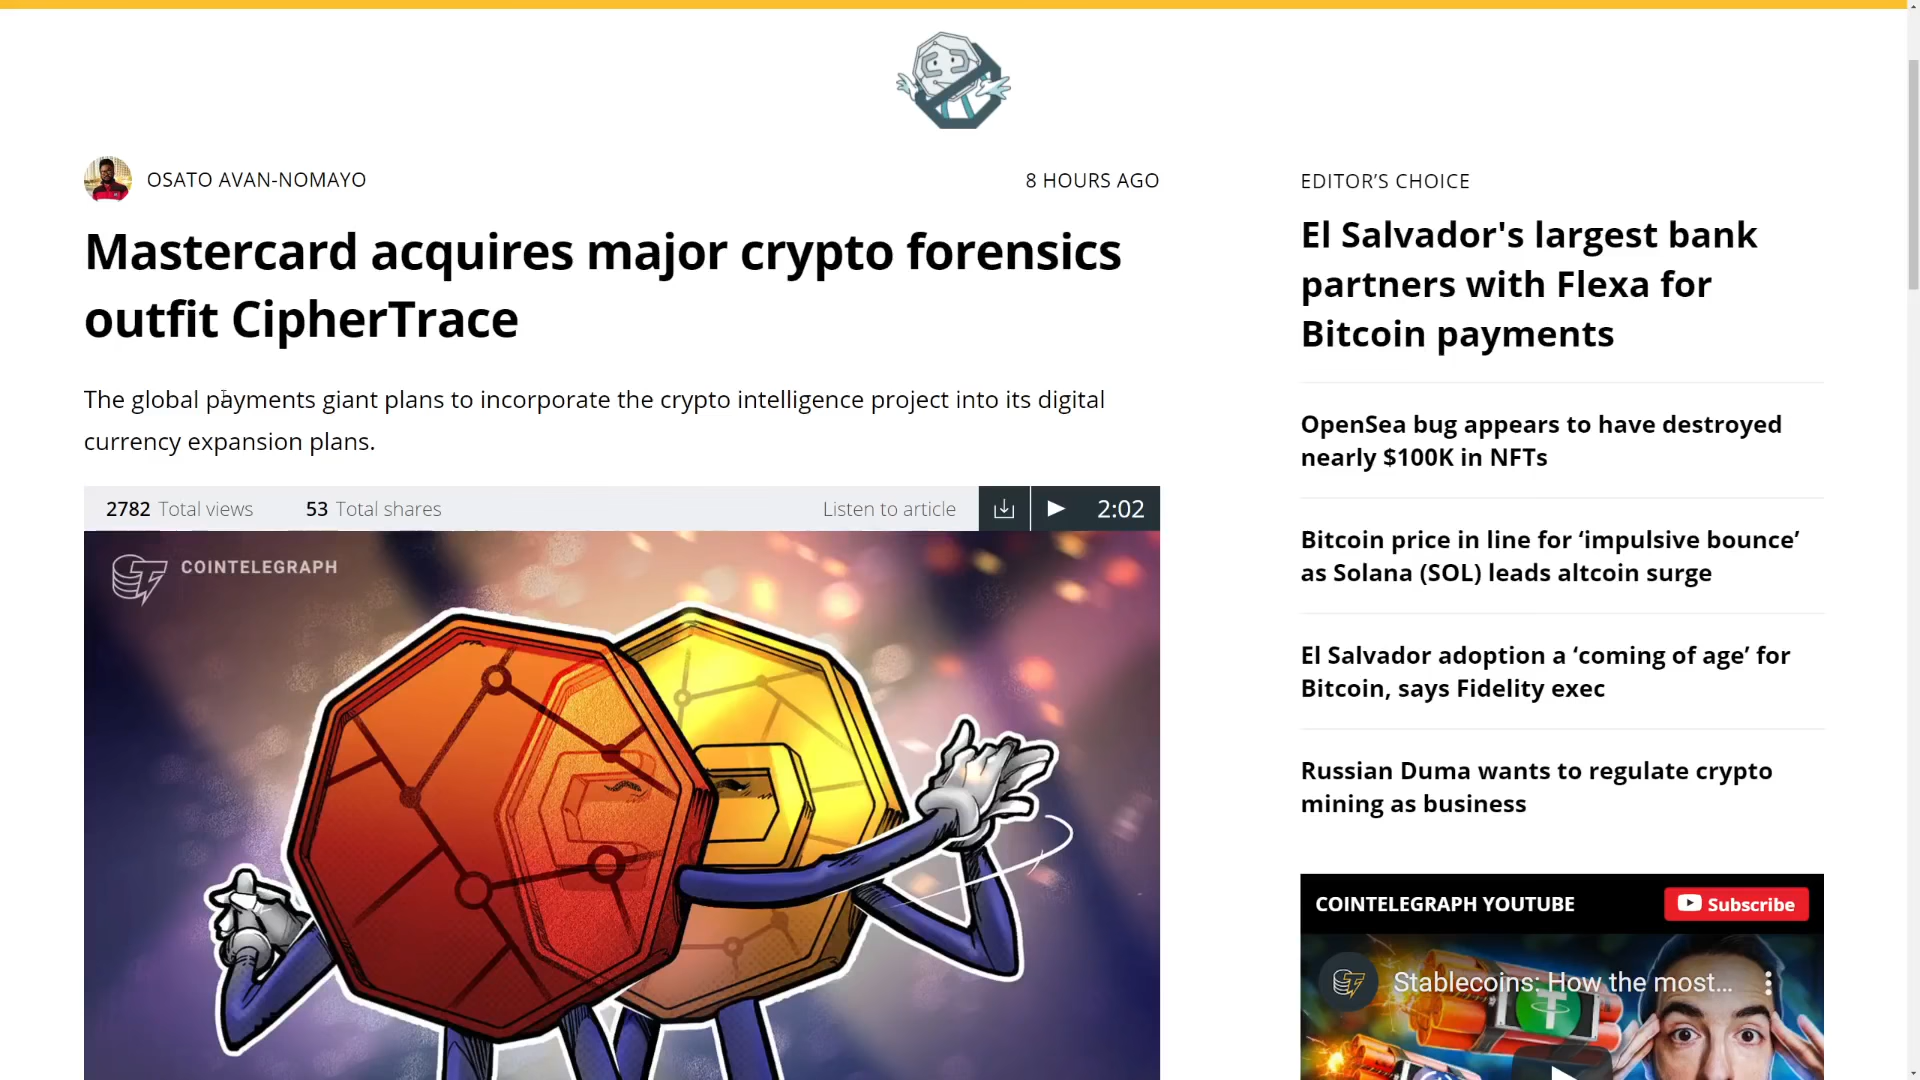 OSATO AVAN-NOMAYO
8 HOURS AGO
Mastercard acquires major crypto forensics
outfit CipherTrace
The global payments giant plans to incorporate the crypto intelligence project into its digital
currency expansion plans.
2782 Total views
53 Total shares
Listen to article
2:02
COINTELEGRAPH
EDITOR’S CHOICE
El Salvador's largest bank
partners with Flexa for
Bitcoin payments
OpenSea bug appears to have destroyed
nearly $100K in NFTs
Bitcoin price in line for ‘impulsive bounce’
as Solana (SOL) leads altcoin surge
El Salvador adoption a ‘coming of age’ for
Bitcoin, says Fidelity exec
Russian Duma wants to regulate crypto
mining as business
COINTELEGRAPH YOUTUBE
Subscribe
Stablecoins: How the most...